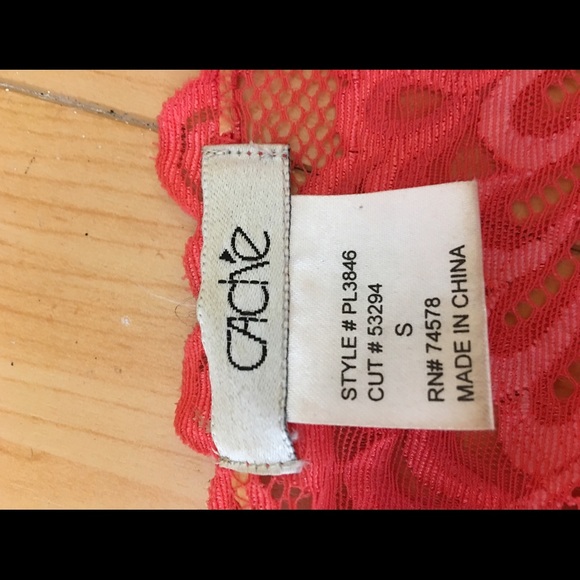 Caché
STYLE # PL3846
CUT # 53294
S
RN# 74578
MADE IN CHINA